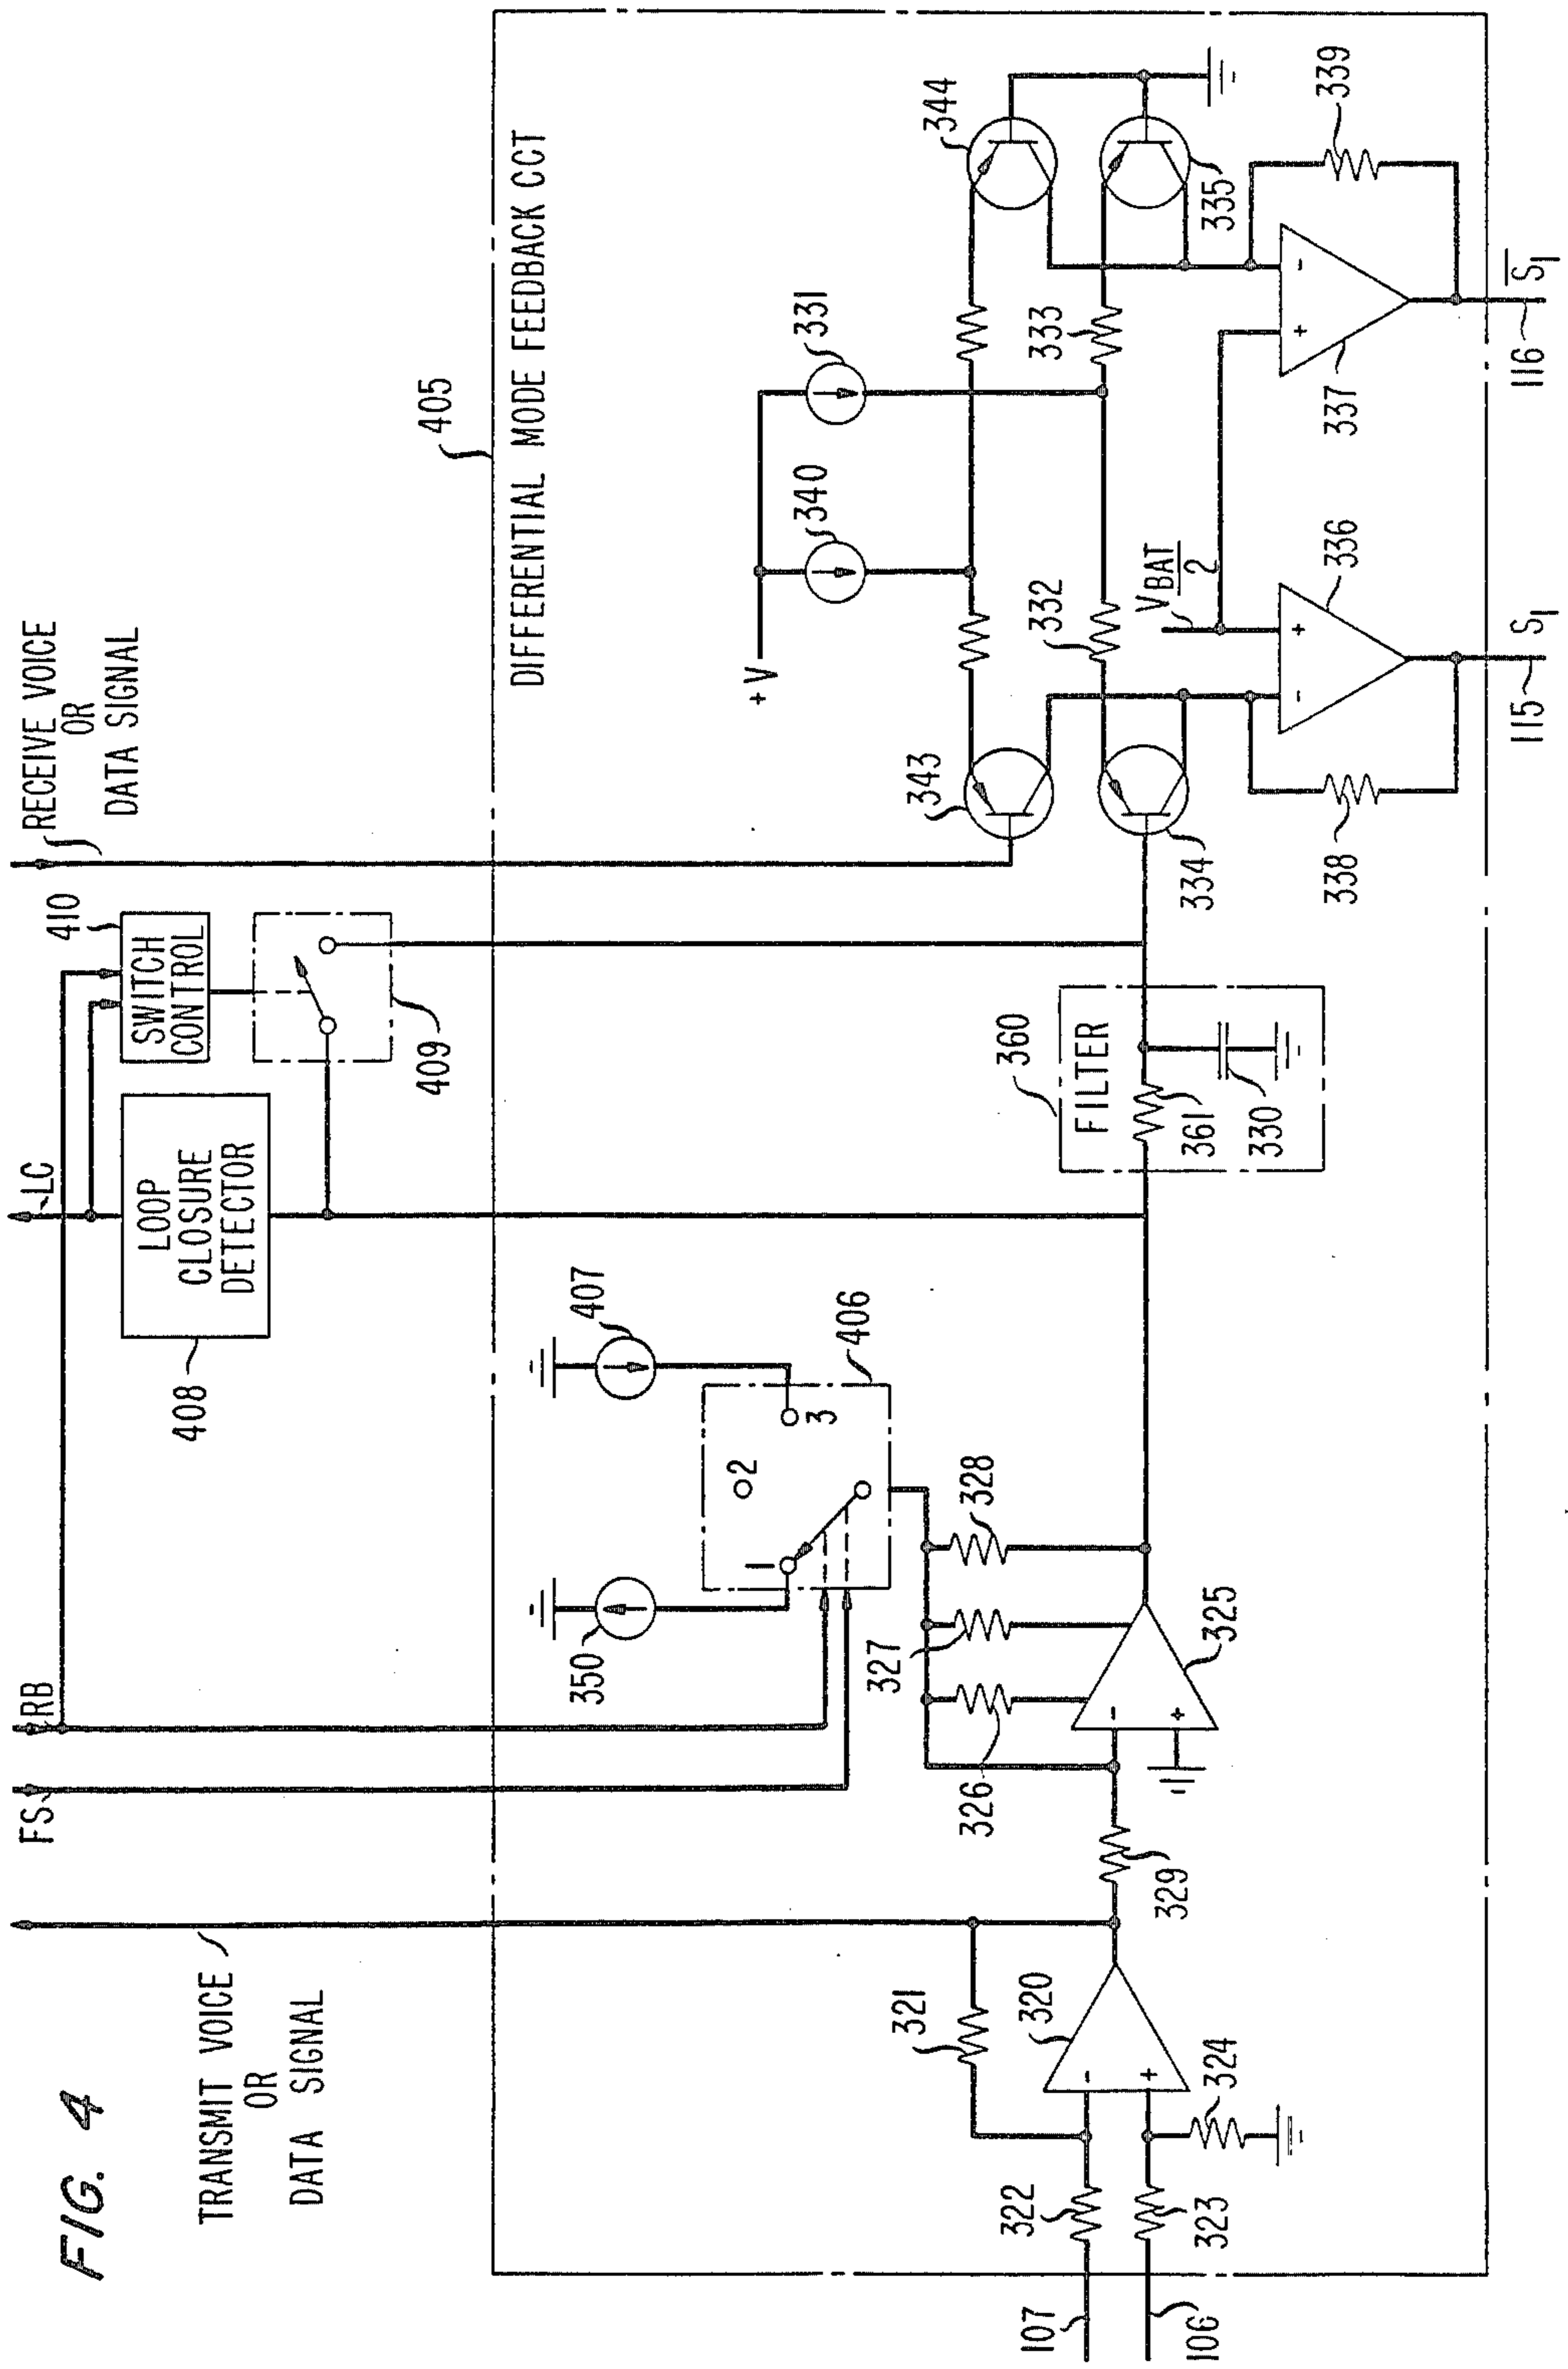 FIG. 4
TRANSMIT VOICE
OR
DATA SIGNAL
FS
RB
LC
RECEIVE VOICE
OR
DATA SIGNAL
408
LOOP
CLOSURE
DETECTOR
410
SWITCH
CONTROL
409
405
DIFFERENTIAL MODE FEEDBACK CCT
350
407
1
2
3
406
+V
340
331
321
326
327
328
343
344
332
333
322
320
329
325
360
FILTER
361
330
334
335
V BAT
2
-
+
-
+
323
324
338
336
337
339
-
+
+
-
107
106
115
S1
116
S1